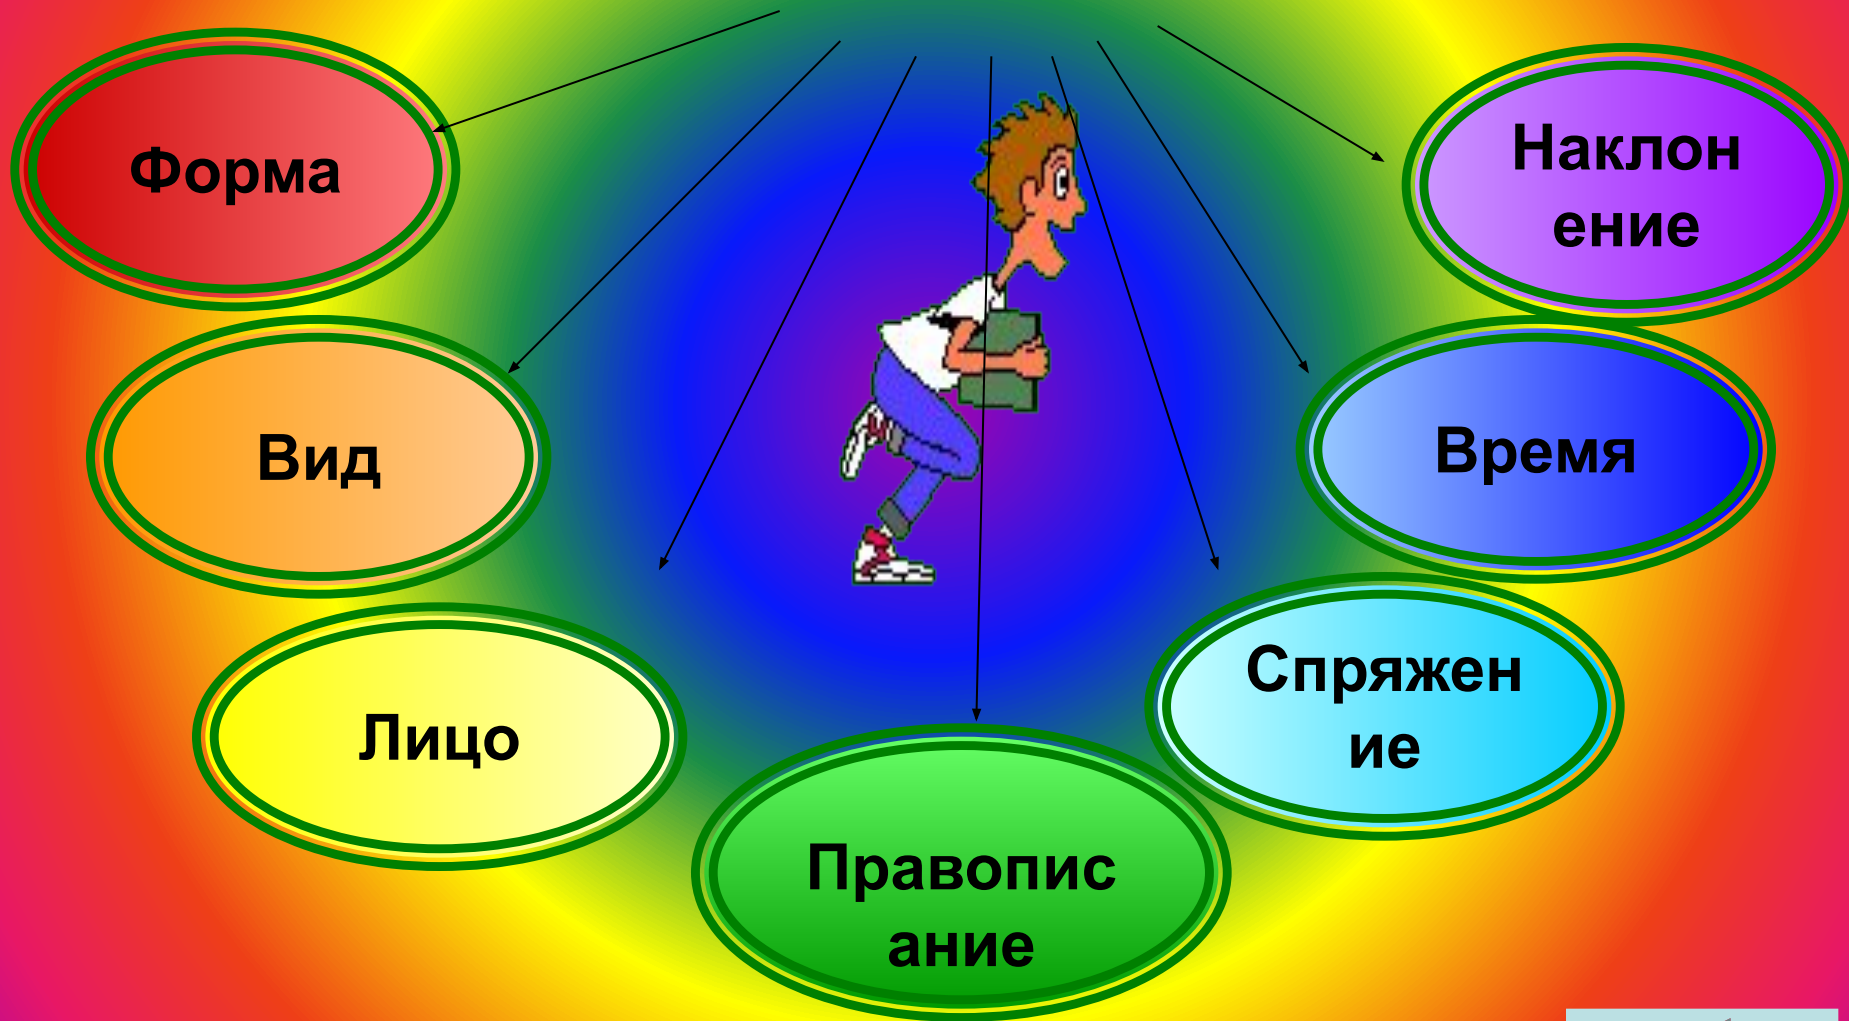 Форма
Наклон
ение
Вид
Время
Лицо
Спряжен
ие
Правопис
ание